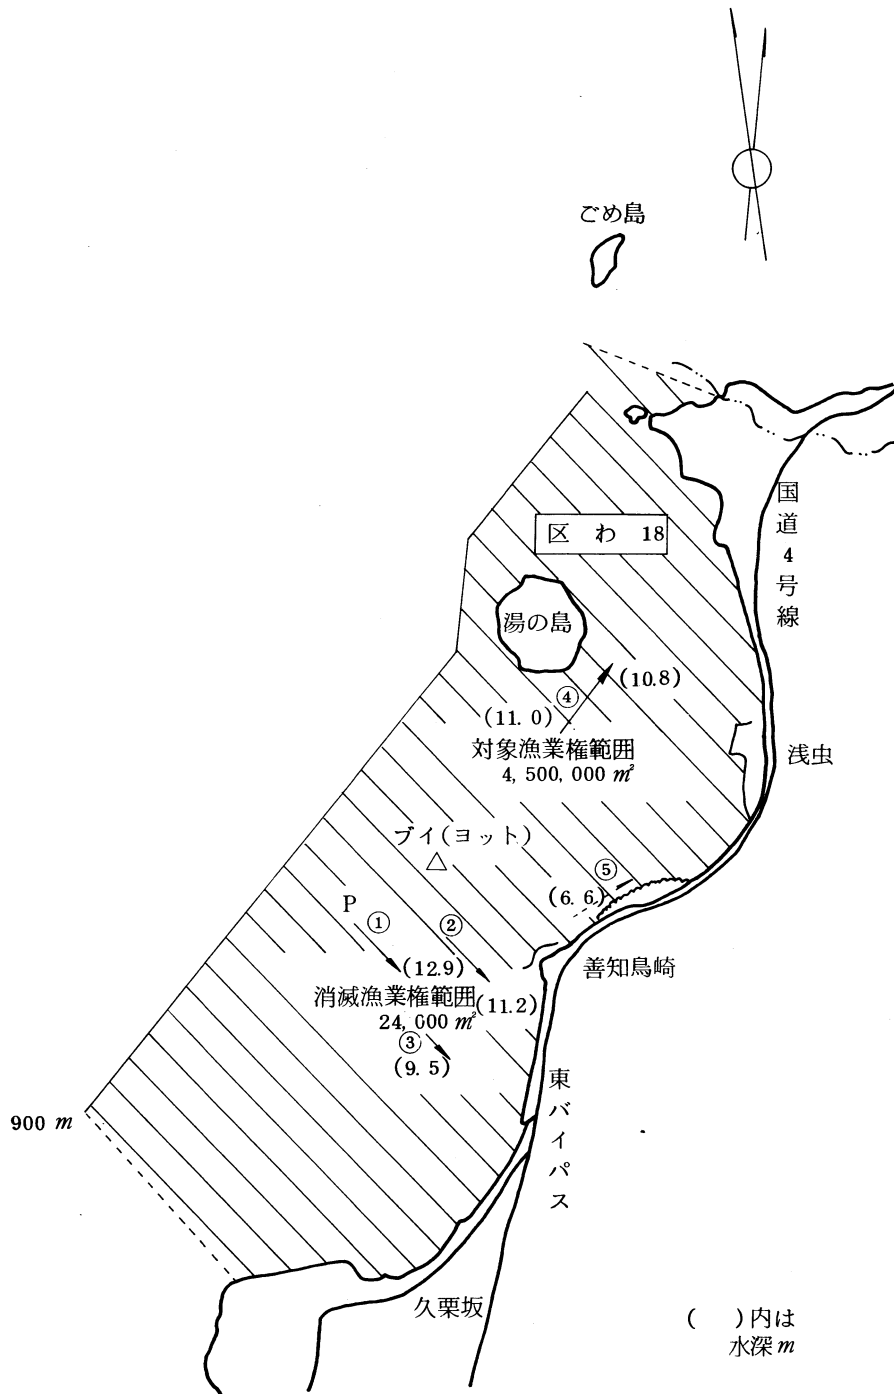 ごめ島
国道4号線
区わ 18
湯の島
(10.8)
④
(11.0)
対象漁業権範囲
4,500,000 m²
浅虫
ブイ(ヨット)
⑤
(6.6)
P
①
②
(12.9)
善知鳥崎
消滅漁業権範囲
(11.2)
24,000 m²
③
(9.5)
東バイパス
900 m
久栗坂
( )内は
水深m